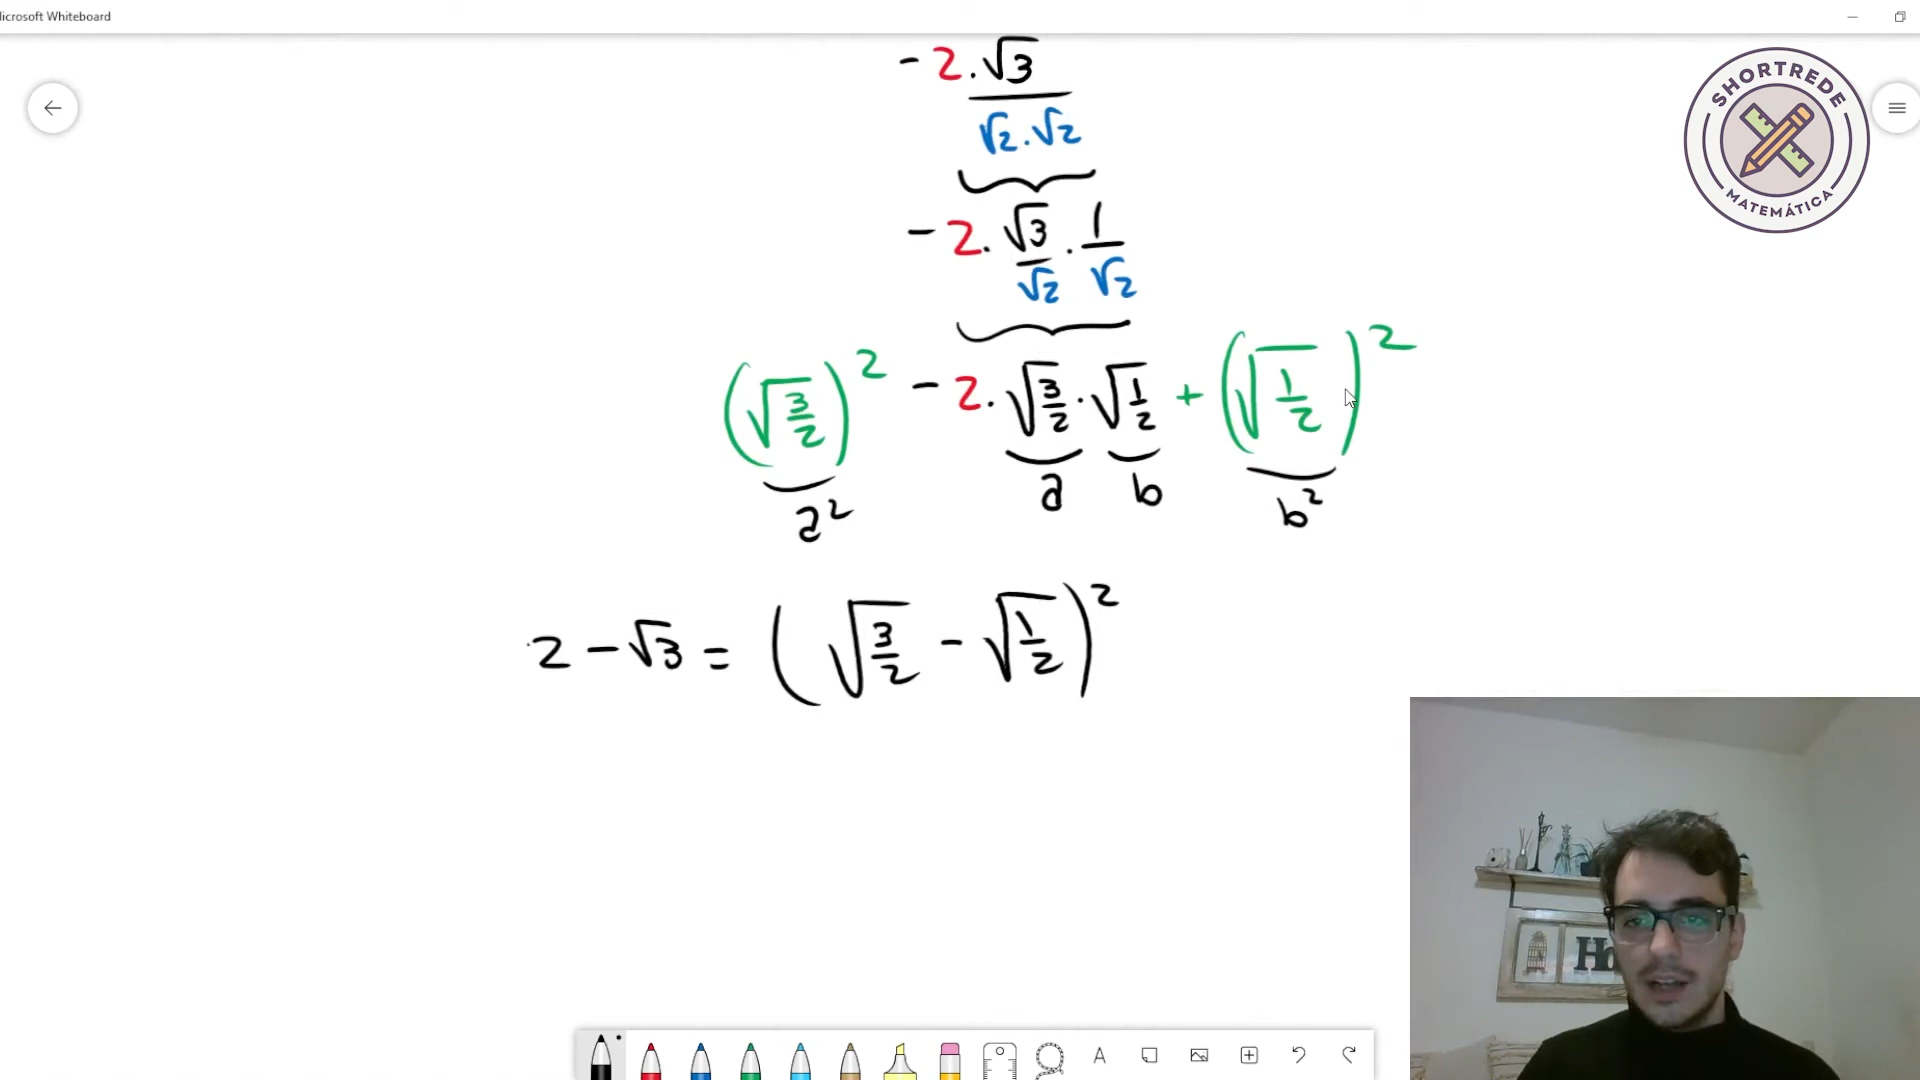 icrosoft Whiteboard
SHORTREDE
MATEMÁTICA
- 2 . √3
√2 . √2
- 2 . √3/√2 . 1/√2
(√(3/2))² - 2 . √(3/2) . √(1/2) + (√(1/2))²
a² a b b²
2 - √3 = (√(3/2) - √(1/2))²
A